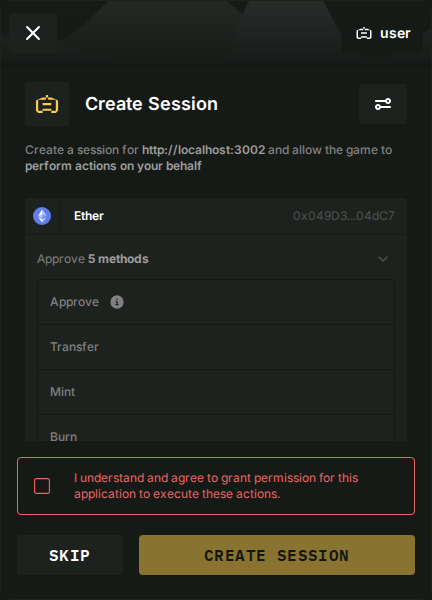 user
Create Session
Create a session for http://localhost:3002 and allow the game to
perform actions on your behalf
Ether
0x049D3...04dC7
Approve 5 methods
Approve
Transfer
Mint
Burn
I understand and agree to grant permission for this
application to execute these actions.
SKIP
CREATE SESSION